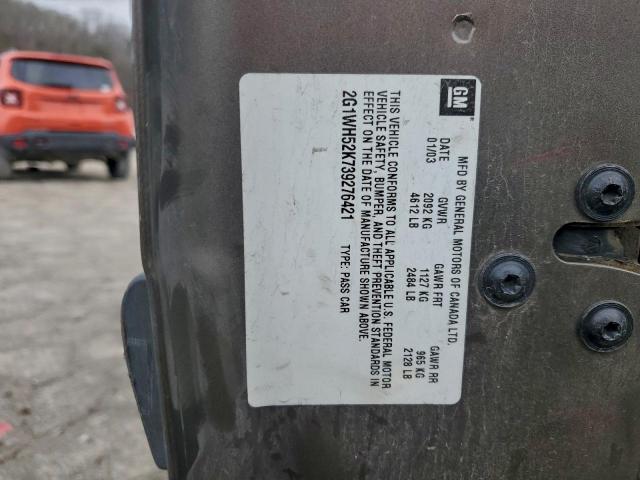 GM
MFD BY GENERAL MOTORS OF CANADA LTD.
DATE GVWR GAWR FRT GAWR RR
01/03 2092 KG 1127 KG 965 KG
4612 LB 2484 LB 2128 LB
THIS VEHICLE CONFORMS TO ALL APPLICABLE U.S. FEDERAL MOTOR
VEHICLE SAFETY, BUMPER, AND THEFT PREVENTION STANDARDS IN
EFFECT ON THE DATE OF MANUFACTURE SHOWN ABOVE.
2G1WH52K739276421 TYPE: PASS CAR